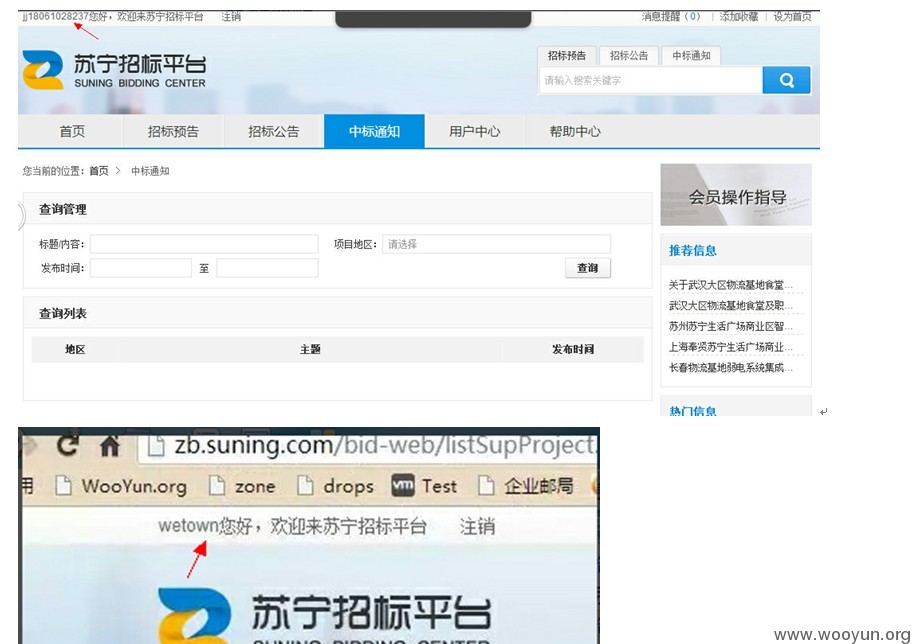 jj18061028237您好，欢迎来苏宁招标平台 注销 消息提醒（0） | 添加收藏 | 设为首页
苏宁招标平台
SUNING BIDDING CENTER
招标预告 招标公告 中标通知
请输入搜索关键字
首页 招标预告 招标公告 中标通知 用户中心 帮助中心
您当前的位置：首页 > 中标通知
会员操作指导
查询管理
标题/内容： 项目地区： 请选择
发布时间： 至 查询
推荐信息
关于武汉大区物流基地食堂...
武汉大区物流基地食堂及职...
苏州苏宁生活广场商业区智...
上海奉贤苏宁生活广场商业...
长春物流基地弱电系统集成...
查询列表
地区 主题 发布时间
热门信息
zb.suning.com/bid-web/listSupProject.
用 WooYun.org zone drops vm Test 企业邮局
wetown您好，欢迎来苏宁招标平台 注销
苏宁招标平台
SUNING BIDDING CENTER
www.wooyun.org